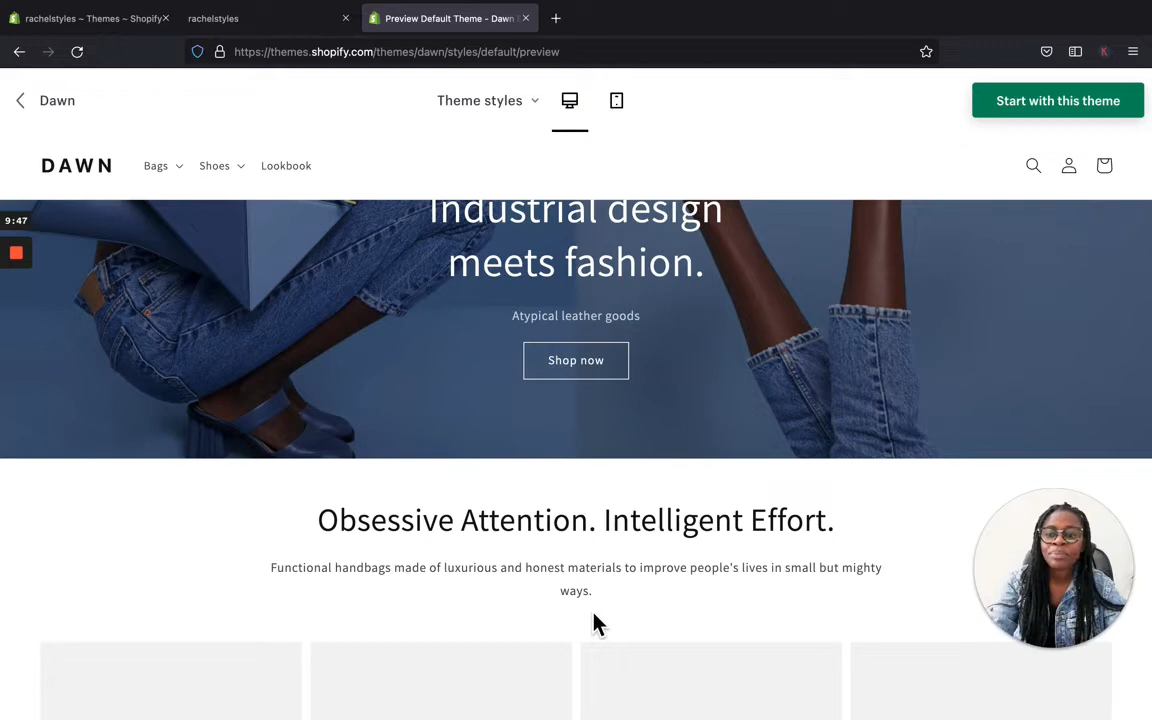 rachelstyles ~ Themes ~ Shopify
rachelstyles
Preview Default Theme - Dawn
https://themes.shopify.com/themes/dawn/styles/default/preview
K
Dawn
Theme styles
Start with this theme
DAWN
Bags
Shoes
Lookbook
9:47
Industrial design
meets fashion.
Atypical leather goods
Shop now
Obsessive Attention. Intelligent Effort.
Functional handbags made of luxurious and honest materials to improve people's lives in small but mighty
ways.